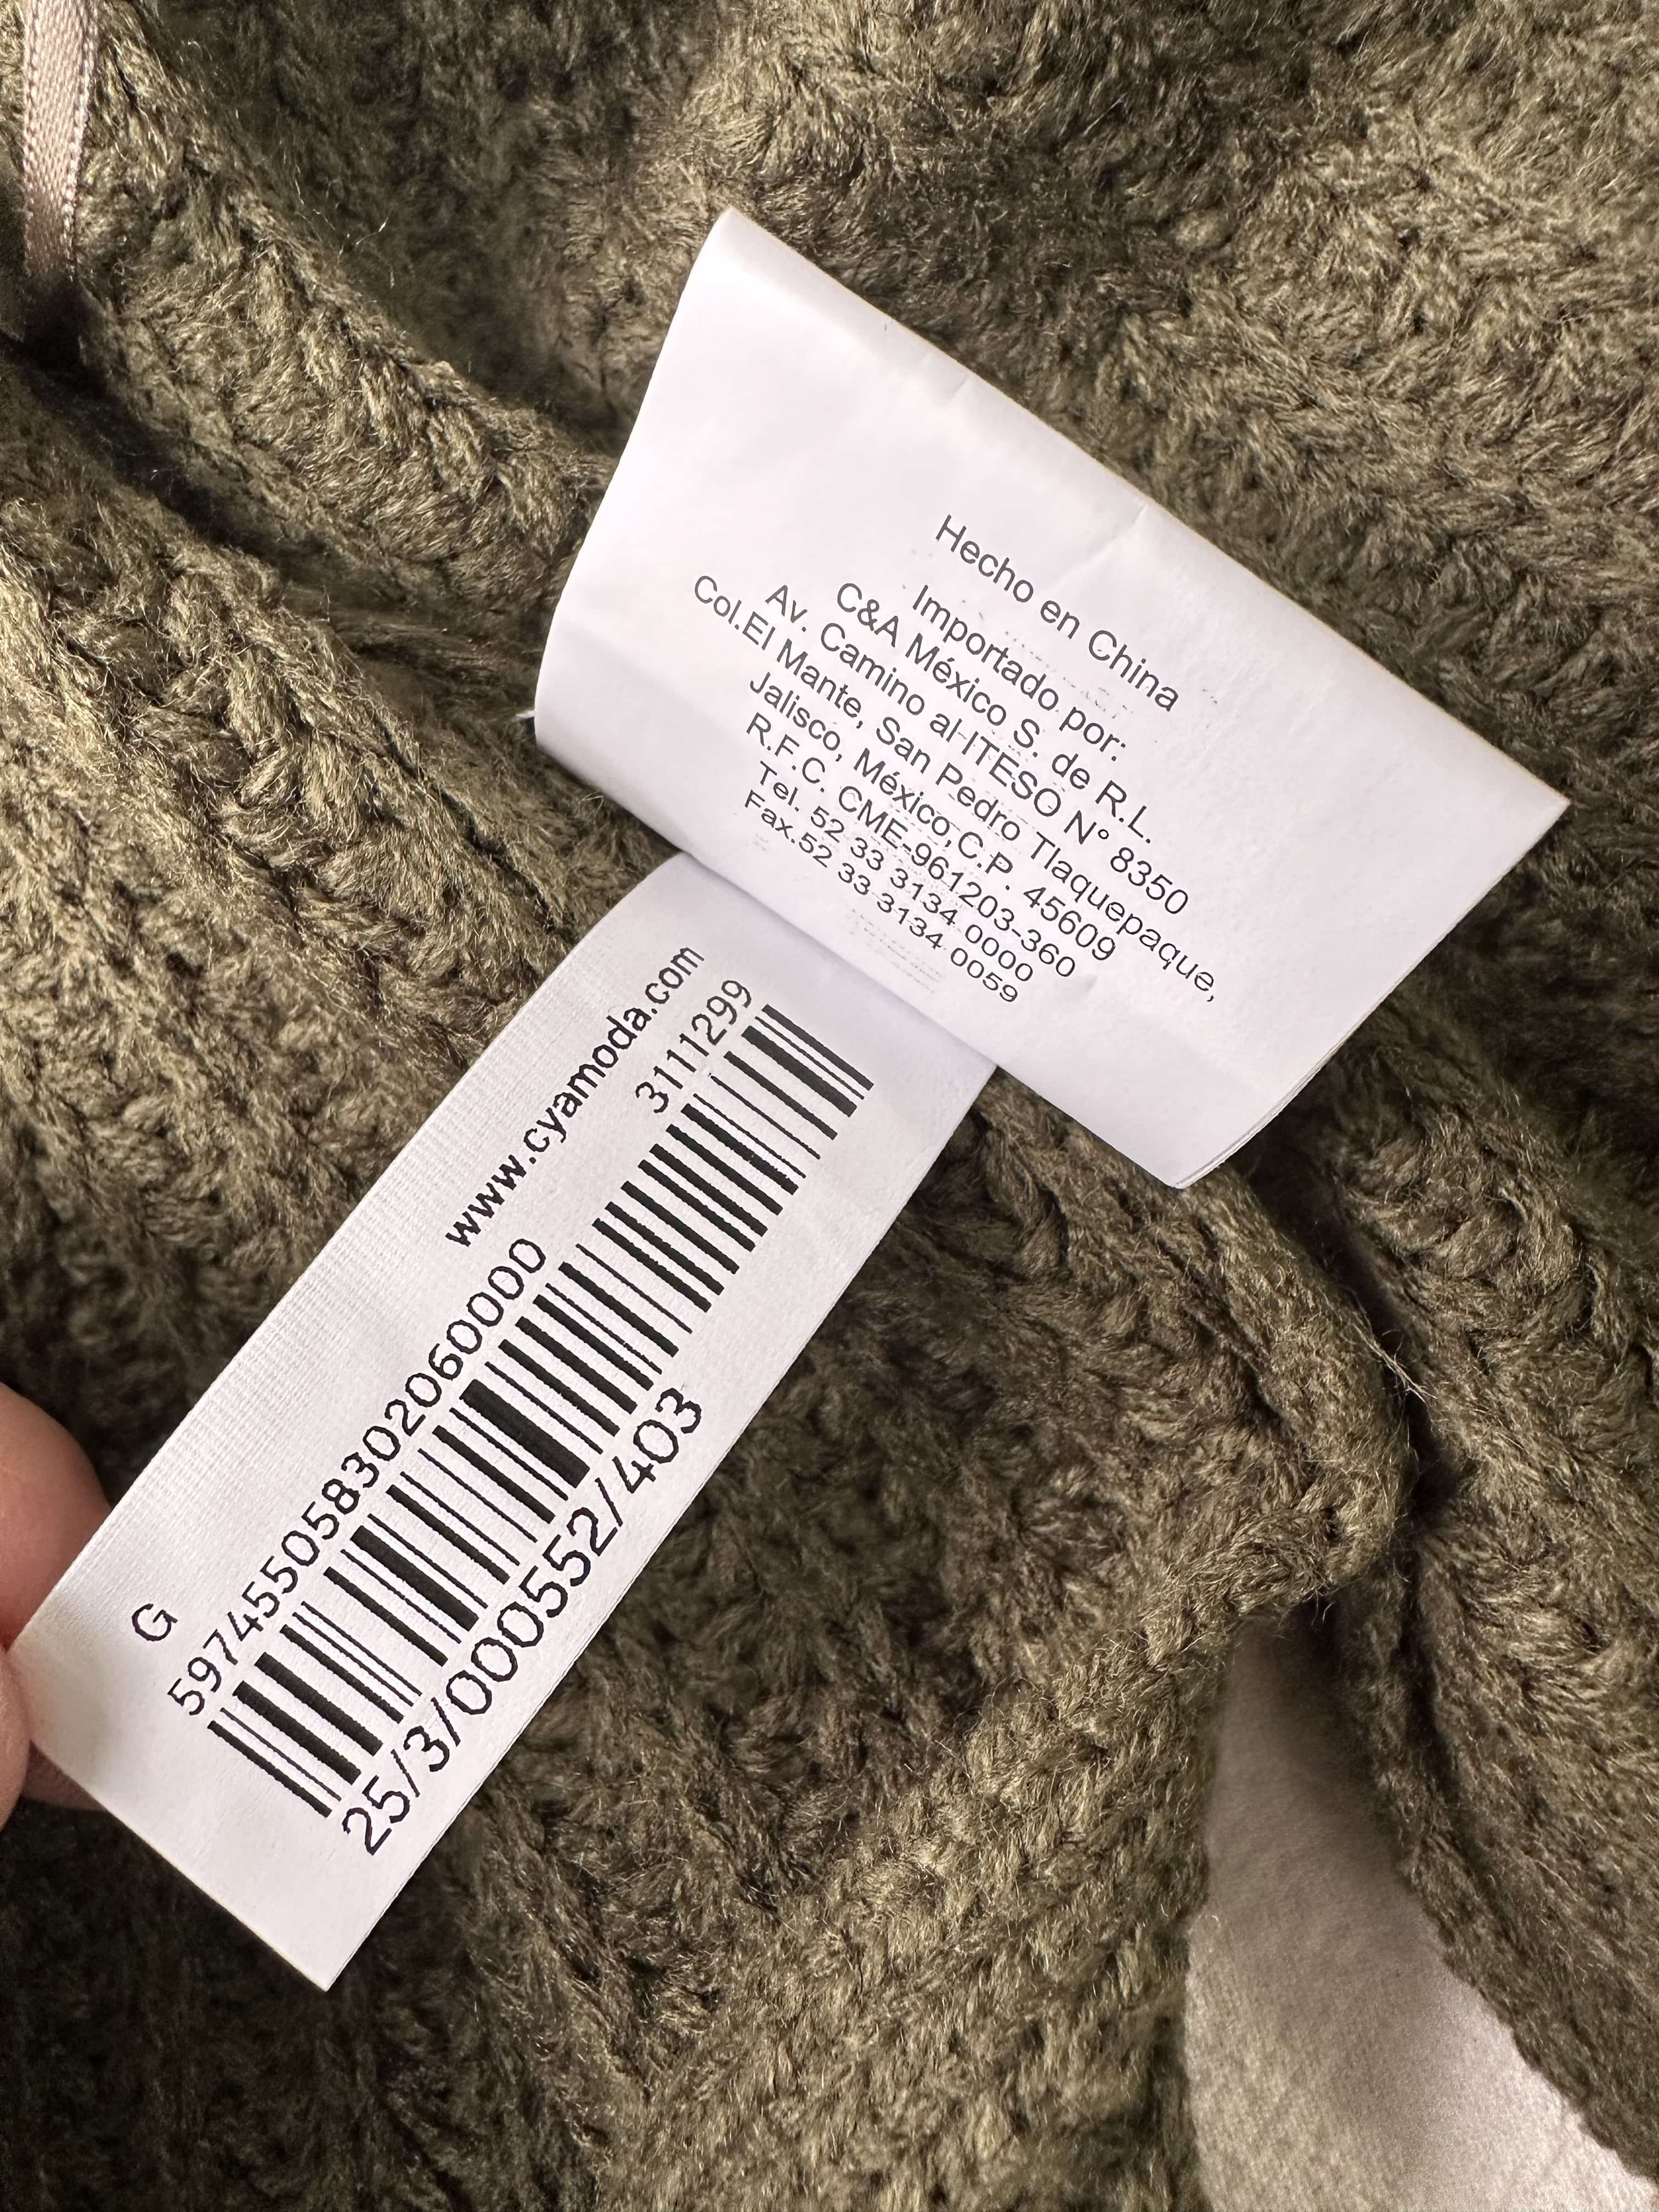 Hecho en China
Importado por:
C&A México S. de R.L.
Av. Camino al ITESO N° 8350
Col.El Mante, San Pedro Tlaquepaque,
Jalisco, México,C.P. 45609
R.F.C. CME-961203-360
Tel. 52 33 3134 0000
Fax.52 33 3134 0059
www.cyamoda.com
G
3111299
597455058302060000
25/3/000552/403